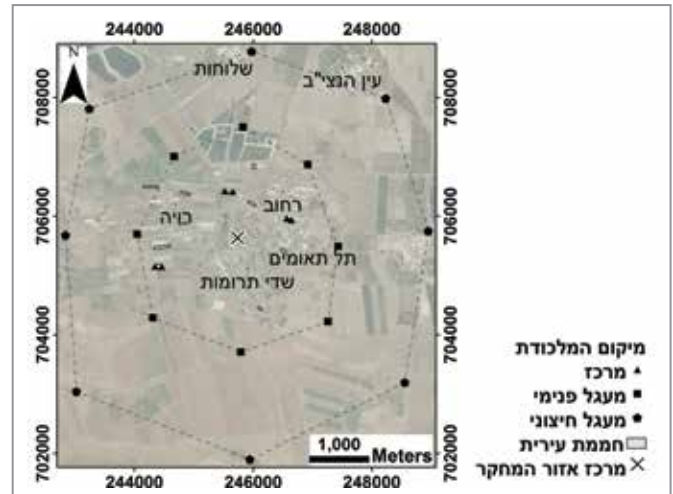 244000 246000 248000
N
שלוחות
עין הנצי"ב
708000 708000
רחוב
כויה
706000 706000
תל תאומים
שדי תרומות
704000 704000
מיקום המלכודת
מרכז
מעגל פנימי
מעגל חיצוני
חממת עירית
מרכז אזור המחקר
1,000
Meters
702000 702000
244000 246000 248000